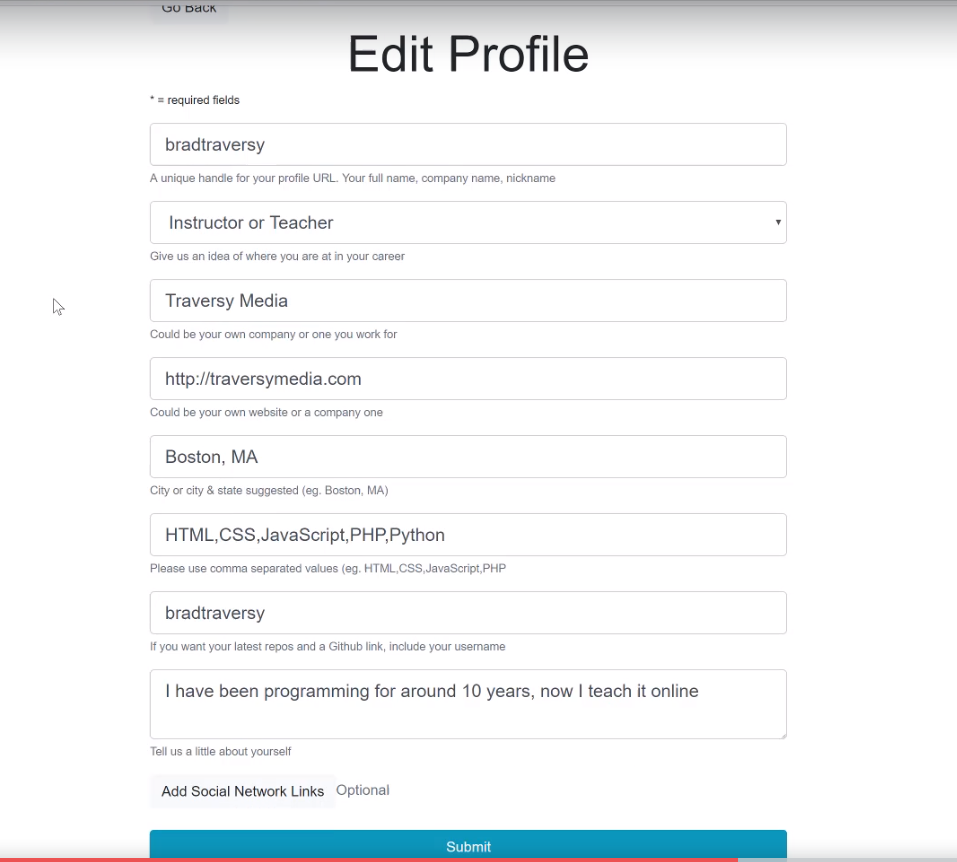 Go Back
Edit Profile
* = required fields
bradtraversy
A unique handle for your profile URL. Your full name, company name, nickname
Instructor or Teacher
Give us an idea of where you are at in your career
Traversy Media
Could be your own company or one you work for
http://traversymedia.com
Could be your own website or a company one
Boston, MA
City or city & state suggested (eg. Boston, MA)
HTML,CSS,JavaScript,PHP,Python
Please use comma separated values (eg. HTML,CSS,JavaScript,PHP
bradtraversy
If you want your latest repos and a Github link, include your username
I have been programming for around 10 years, now I teach it online
Tell us a little about yourself
Add Social Network Links Optional
Submit